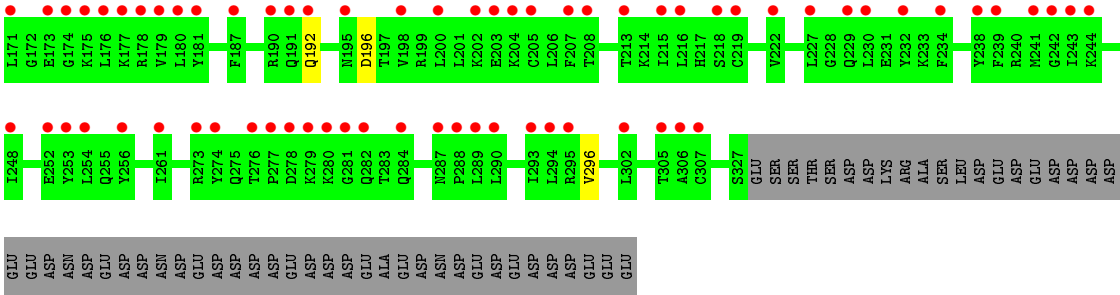 L171 G172 E173 G174 K175 L176 K177 R178 V179 L180 Y181 F187 R190 Q191 Q192 N195 D196 T197 V198 R199 L200 L201 K202 E203 K204 C205 L206 F207 T208 T213 K214 I215 L216 H217 S218 C219 V222 L227 G228 Q229 L230 E231 Y232 K233 F234 Y238 F239 R240 M241 G242 I243 K244
I248 E252 Y253 L254 Q255 Y256 I261 R273 Y274 Q275 T276 P277 D278 K279 K280 G281 Q282 T283 Q284 N287 P288 L289 L290 I293 L294 R295 V296 L302 T305 A306 C307 S327 GLU SER SER THR SER ASP ASP LYS ARG ALA SER LEU ASP GLU ASP GLU ASP ASP ASP ASP
GLU GLU ASP ASN ASP GLU ASP ASP ASN ASP GLU ASP ASP ASP GLU ASP ASP ASP GLU ALA GLU ASP ASN ASP GLU ASP GLU ASP ASP ASP GLU GLU GLU